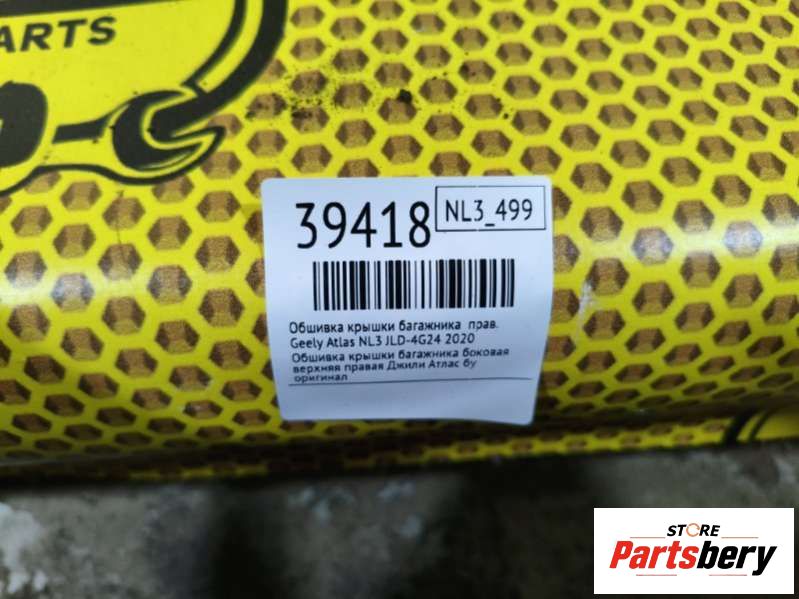 ARTS
39418
NL3_499
Обшивка крышки багажника прав.
Geely Atlas NL3 JLD-4G24 2020
Обшивка крышки багажника боковая
верхняя правая Джили Атлас бу
оригинал
STORE
Partsbery